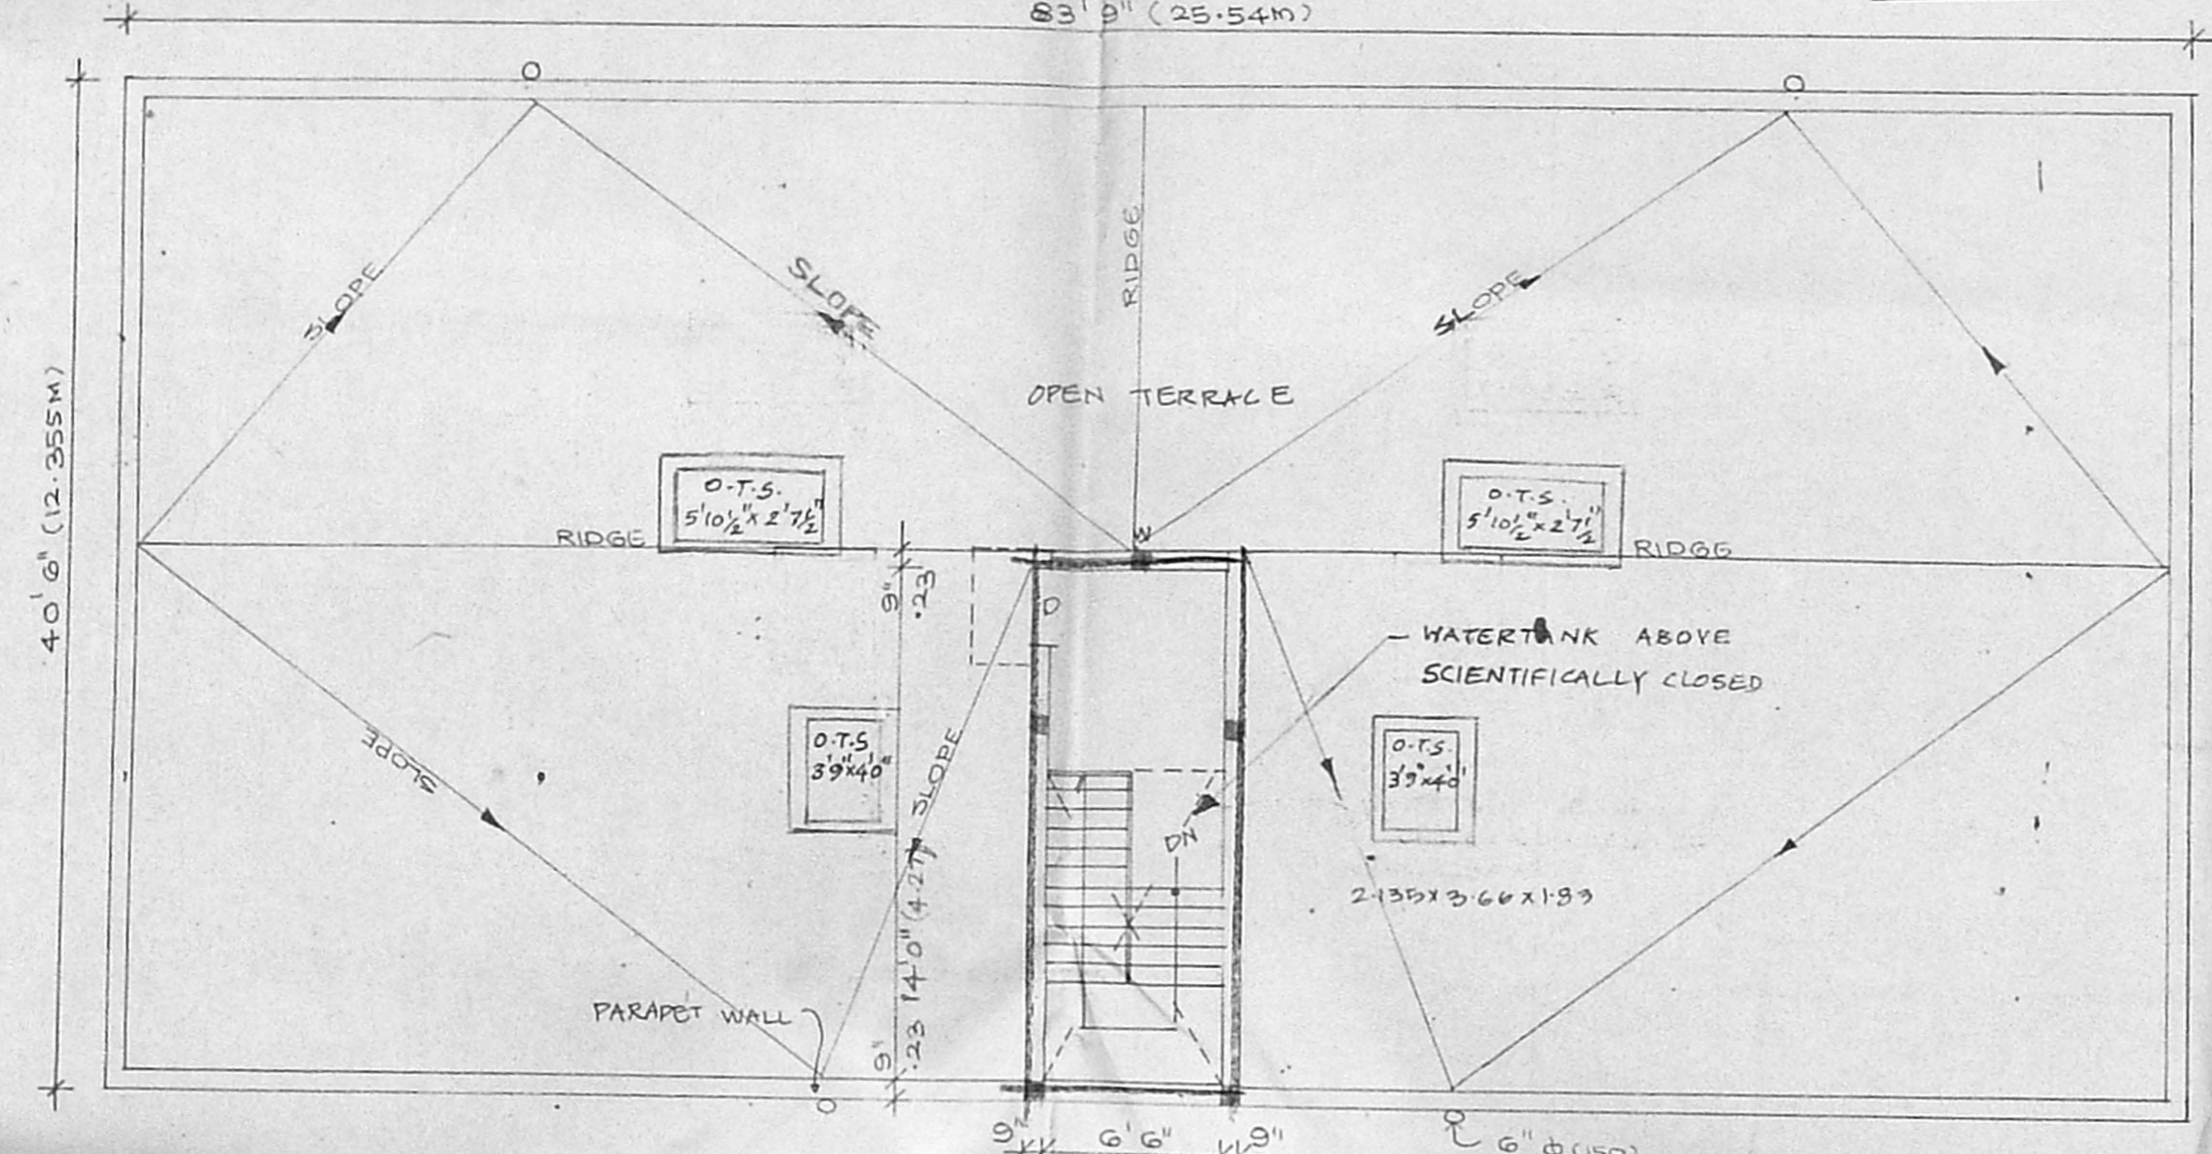 83' 9" (25.54M)
O
O
SLOPE
SLOPE
RIDGE
SLOPE
OPEN TERRACE
40' 6" (12.355M)
O.T.S.
5'10½" x 2'7½"
O.T.S.
5'10½" x 2'7½"
RIDGE
RIDGE
9"
.23
D
WATERTANK ABOVE
SCIENTIFICALLY CLOSED
SLOPE
O.T.S
3'9"x4'0"
SLOPE
O.T.S.
3'9"x4'0"
DN
2.135x3.66x1.83
14'0" (4.27)
PARAPET WALL
9"
.23
O
O
9"
6'6"
9"
6" φ (150)